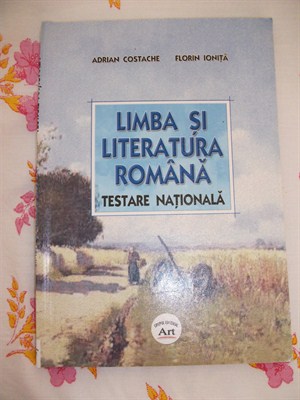 ADRIAN COSTACHE FLORIN IONIȚĂ
LIMBA ȘI
LITERATURA
ROMÂNĂ
TESTARE NAȚIONALĂ
Art